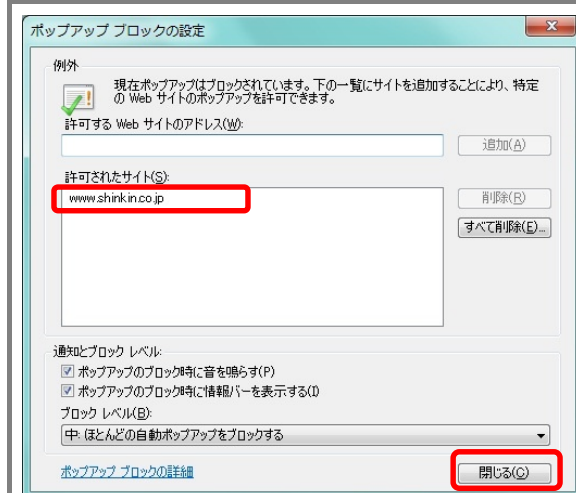 ポップアップ ブロックの設定
例外
現在ポップアップはブロックされています。下の一覧にサイトを追加することにより、特定
の Web サイトのポップアップを許可できます。
許可する Web サイトのアドレス(W):
追加(A)
許可されたサイト(S):
www.shinkin.co.jp
削除(R)
すべて削除(E)...
通知とブロック レベル:
ポップアップのブロック時に音を鳴らす(P)
ポップアップのブロック時に情報バーを表示する(I)
ブロック レベル(B):
中: ほとんどの自動ポップアップをブロックする
ポップアップ ブロックの詳細
閉じる(C)